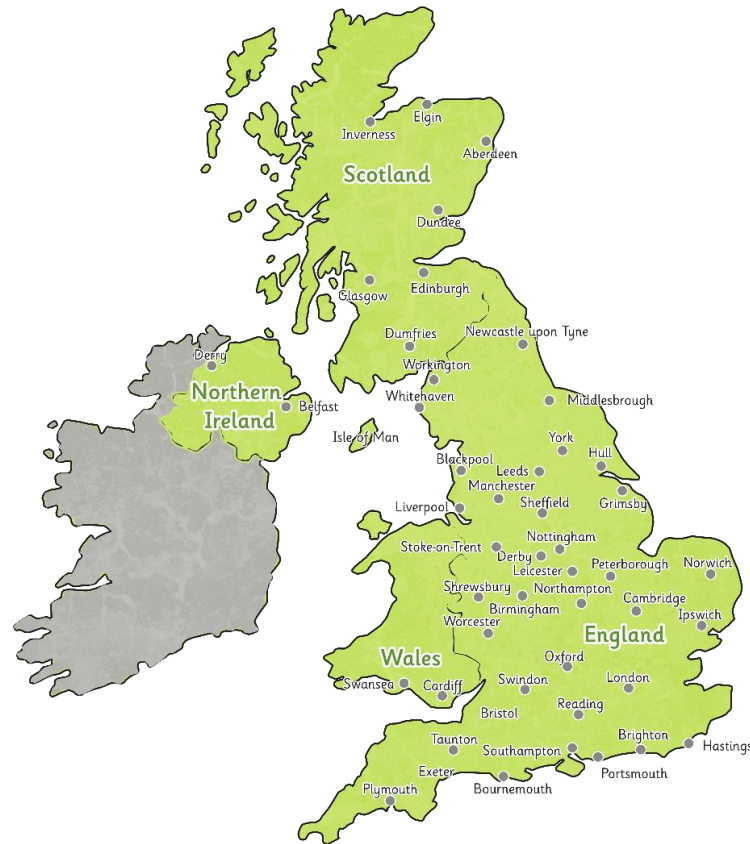 Elgin
Inverness
Aberdeen
Scotland
Dundee
Edinburgh
Glasgow
Dumfries
Newcastle upon Tyne
Derry
Workington
Northern
Ireland
Whitehaven
Middlesbrough
Belfast
Isle of Man
York
Hull
Blackpool
Leeds
Manchester
Sheffield
Grimsby
Liverpool
Nottingham
Stoke-on-Trent
Derby
Leicester
Peterborough
Norwich
Shrewsbury
Northampton
Birmingham
Cambridge
Ipswich
Worcester
England
Wales
Oxford
Swansea
Cardiff
Swindon
London
Reading
Bristol
Taunton
Southampton
Brighton
Hastings
Exeter
Portsmouth
Plymouth
Bournemouth